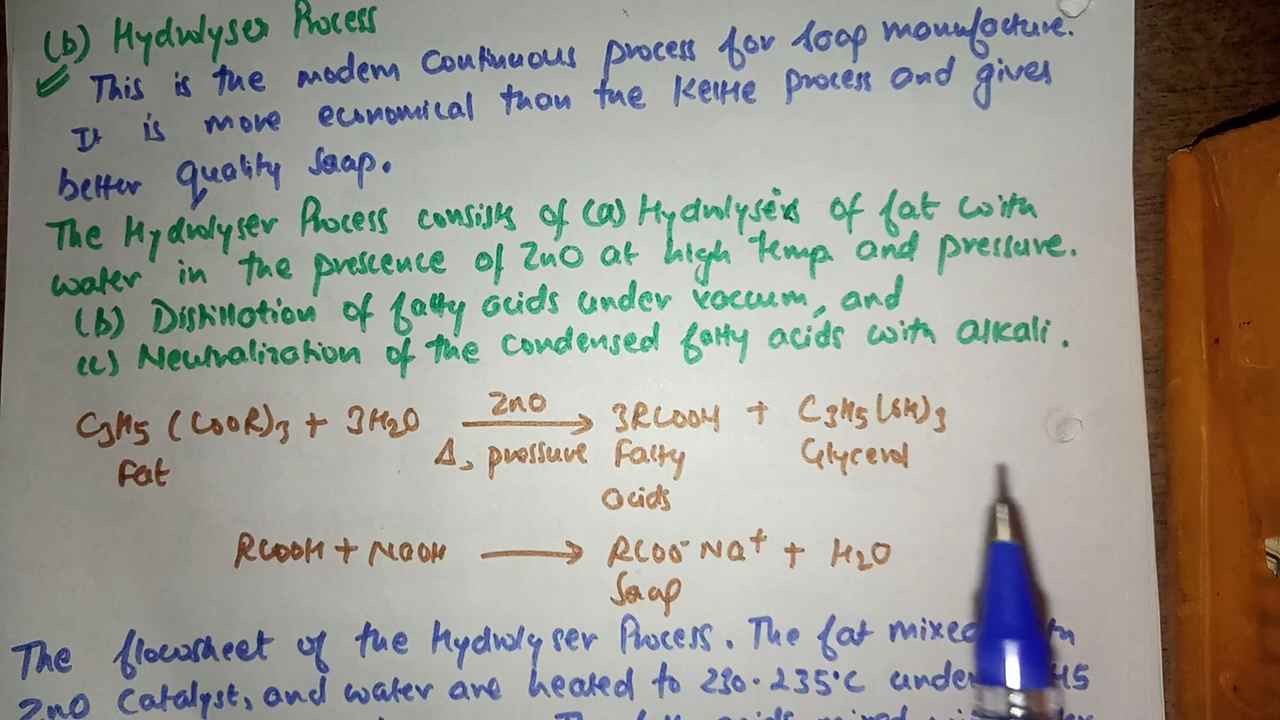 (b) Hydrolyser Process
This is the modern continuous process for soap manufacture.
It is more economical than the Kettle process and gives
better quality soap.
The Hydrolyser Process consists of (a) Hydrolyseis of fat with
water in the prescence of ZnO at high temp and pressure.
(b) Distillation of fatty acids under vaccum, and
(c) Neutralization of the condensed fatty acids with alkali.
C3H5 (COOR)3 + 3H2O ZnO → 3RCOOH + C3H5(OH)3
Fat Δ, pressure Fatty Glycerol
acids
RCOOH + NaOH → RCOO⁻ Na⁺ + H2O
Soap
The flowsheet of the Hydrolyser Process. The fat mixed
ZnO catalyst, and water are heated to 230-235°C under